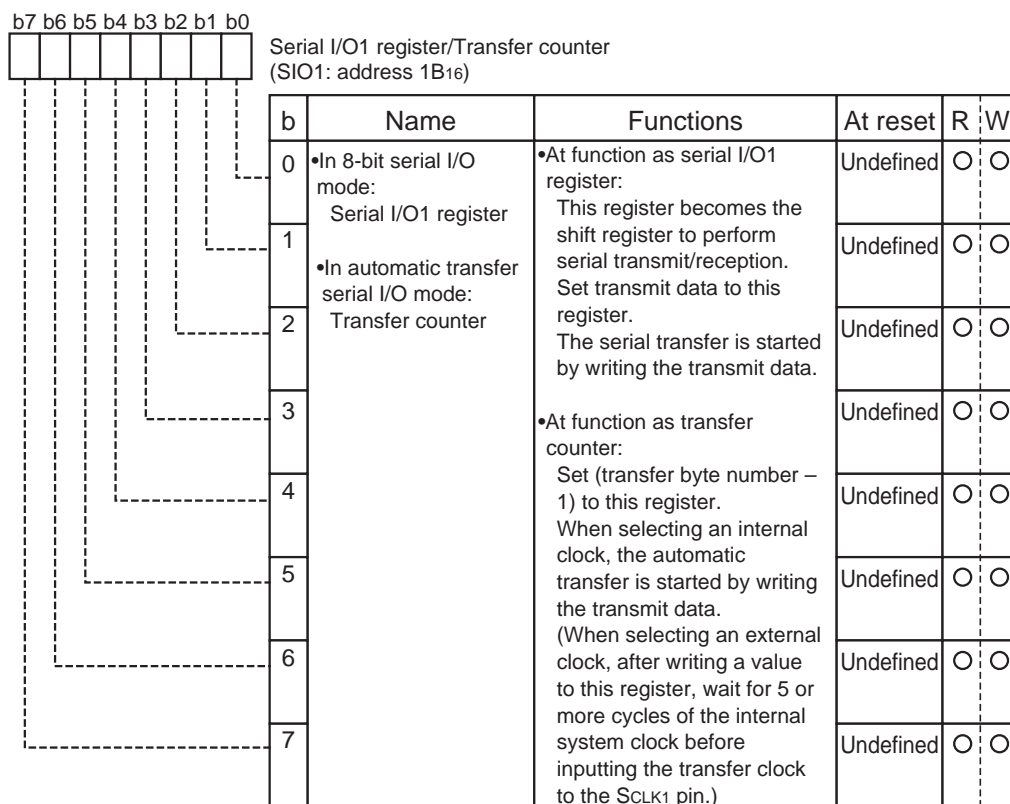 b7 b6 b5 b4 b3 b2 b1 b0
Serial I/O1 register/Transfer counter
(SIO1: address 1B16)
b Name Functions At reset R W
0 •In 8-bit serial I/O
mode:
Serial I/O1 register
•In automatic transfer
serial I/O mode:
Transfer counter
•At function as serial I/O1
register:
This register becomes the
shift register to perform
serial transmit/reception.
Set transmit data to this
register.
The serial transfer is started
by writing the transmit data.
•At function as transfer
counter:
Set (transfer byte number –
1) to this register.
When selecting an internal
clock, the automatic
transfer is started by writing
the transmit data.
(When selecting an external
clock, after writing a value
to this register, wait for 5 or
more cycles of the internal
system clock before
inputting the transfer clock
to the SCLK1 pin.)
Undefined ○ ○
1 Undefined ○ ○
2 Undefined ○ ○
3 Undefined ○ ○
4 Undefined ○ ○
5 Undefined ○ ○
6 Undefined ○ ○
7 Undefined ○ ○